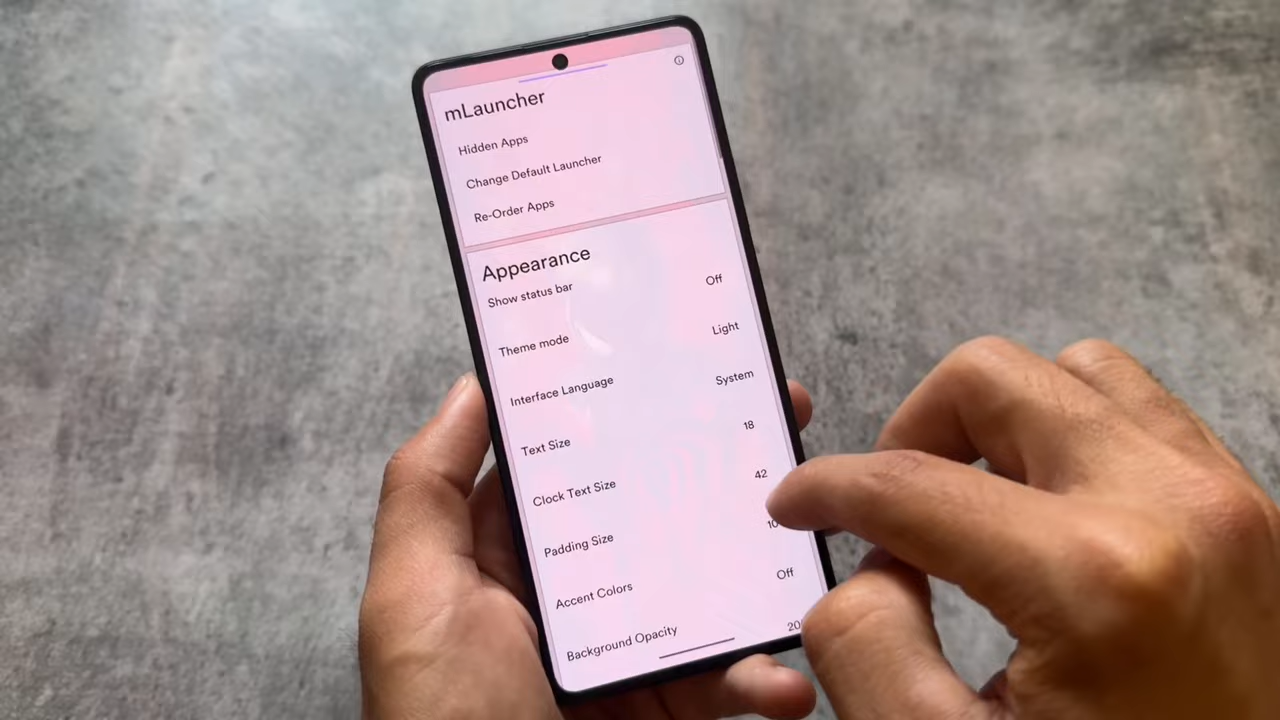 mLauncher
Hidden Apps
Change Default Launcher
Re-Order Apps
Appearance
Show status bar Off
Theme mode Light
Interface Language System
Text Size 18
Clock Text Size 42
Padding Size 10
Accent Colors Off
Background Opacity